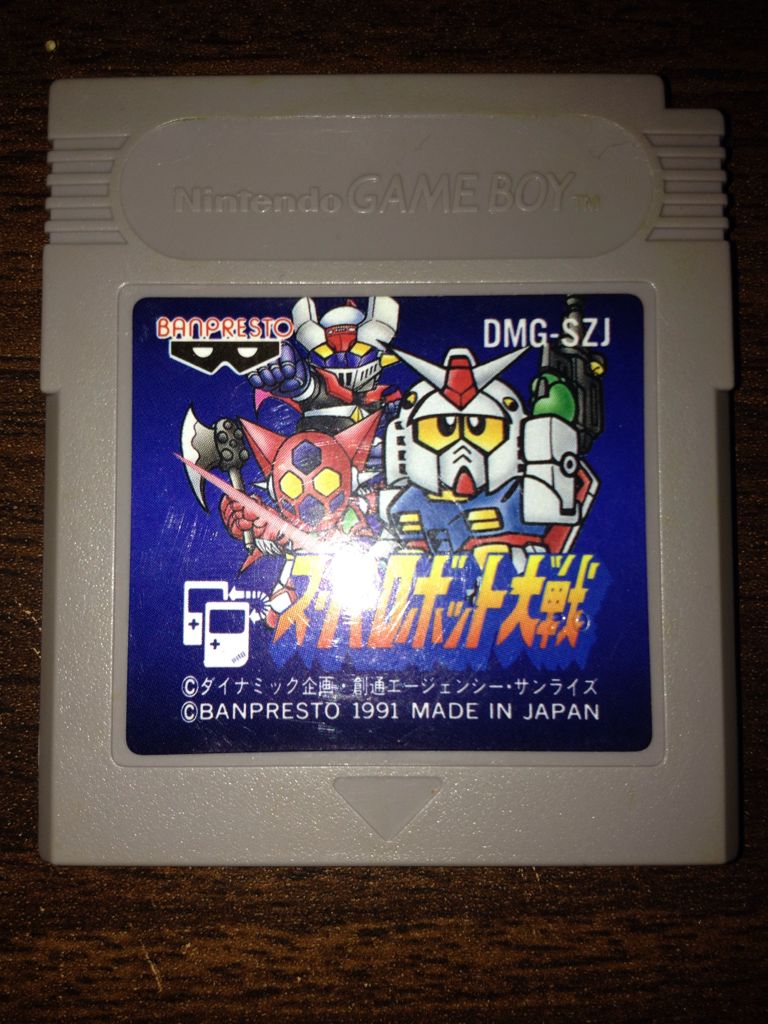 Nintendo GAME BOY TM
BANPRESTO
DMG-SZJ
スーパーロボット大戦
©ダイナミック企画・創通エージェンシー・サンライズ
©BANPRESTO 1991 MADE IN JAPAN